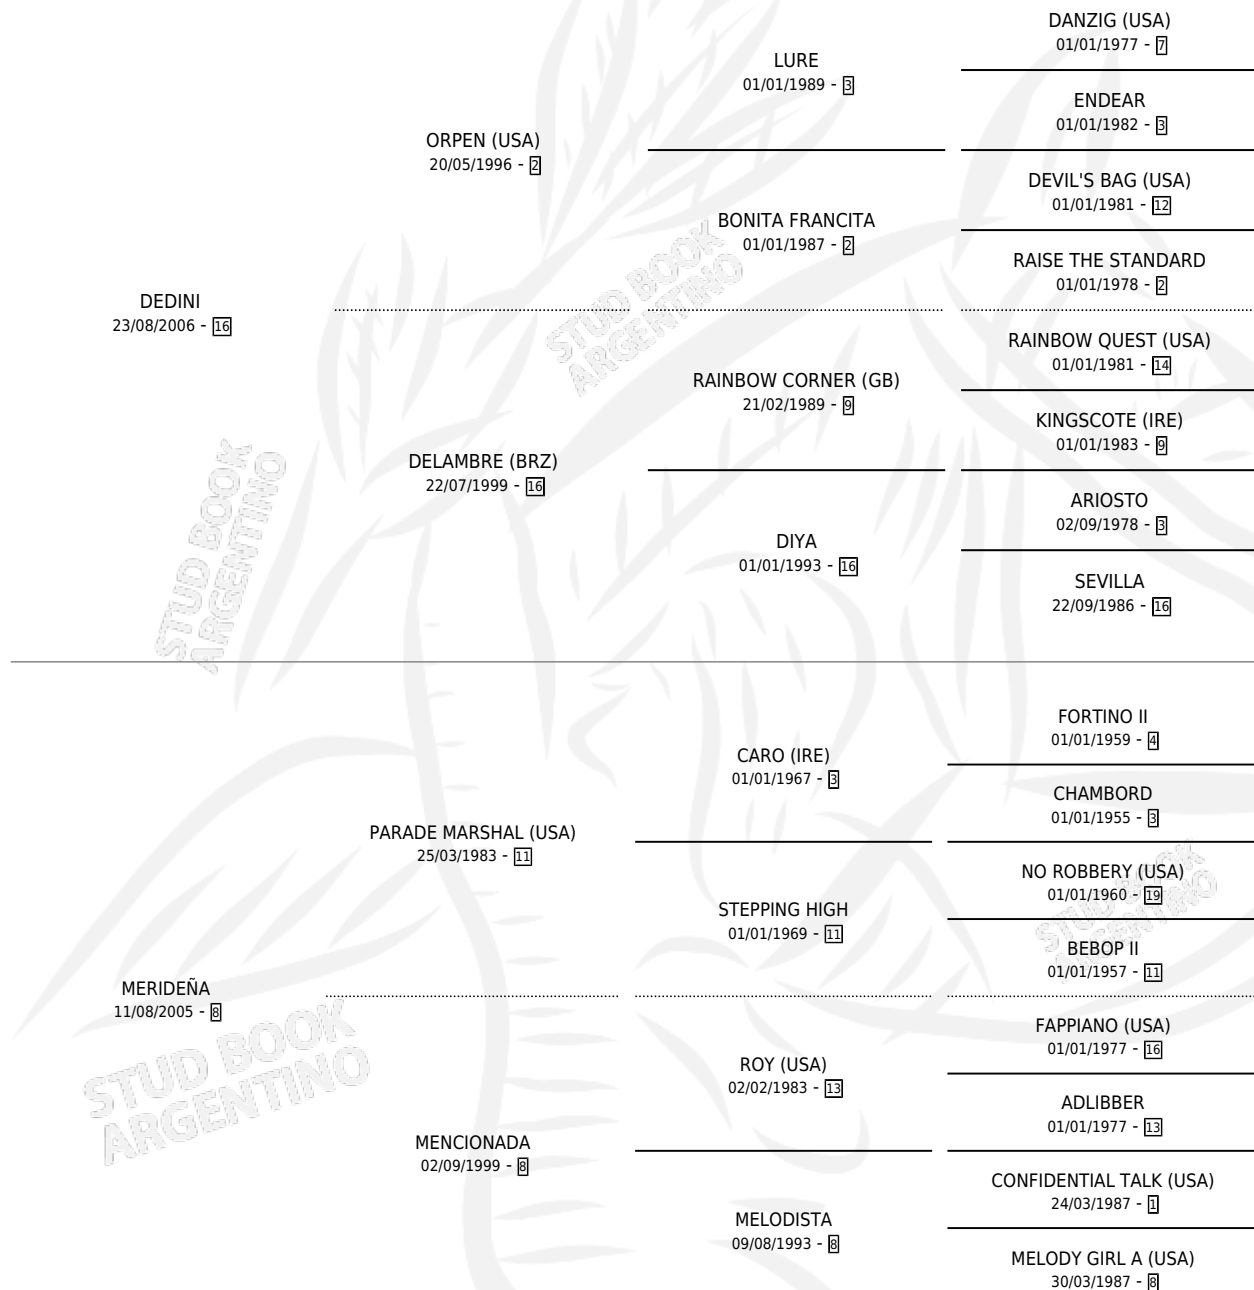 DANZIG (USA)
01/01/1977 - 7
LURE
01/01/1989 - 3
ENDEAR
01/01/1982 - 3
ORPEN (USA)
20/05/1996 - 2
DEVIL'S BAG (USA)
01/01/1981 - 12
BONITA FRANCITA
01/01/1987 - 2
RAISE THE STANDARD
01/01/1978 - 2
DEDINI
23/08/2006 - 16
STUD BOOK
ARGENTINO
RAINBOW QUEST (USA)
01/01/1981 - 14
RAINBOW CORNER (GB)
21/02/1989 - 9
KINGSCOTE (IRE)
01/01/1983 - 9
DELAMBRE (BRZ)
22/07/1999 - 16
ARIOSTO
02/09/1978 - 3
DIYA
01/01/1993 - 16
SEVILLA
22/09/1986 - 16
STUD BOOK
ARGENTINO
FORTINO II
01/01/1959 - 4
CARO (IRE)
01/01/1967 - 3
CHAMBORD
01/01/1955 - 3
PARADE MARSHAL (USA)
25/03/1983 - 11
NO ROBBERY (USA)
01/01/1960 - 19
STEPPING HIGH
01/01/1969 - 11
BEBOP II
01/01/1957 - 11
STUD BOOK
ARGENTINO
MERIDEÑA
11/08/2005 - 8
STUD BOOK
ARGENTINO
FAPPIANO (USA)
01/01/1977 - 16
ROY (USA)
02/02/1983 - 13
ADLIBBER
01/01/1977 - 13
MENCIONADA
02/09/1999 - 8
CONFIDENTIAL TALK (USA)
24/03/1987 - 1
MELODISTA
09/08/1993 - 8
MELODY GIRL A (USA)
30/03/1987 - 8